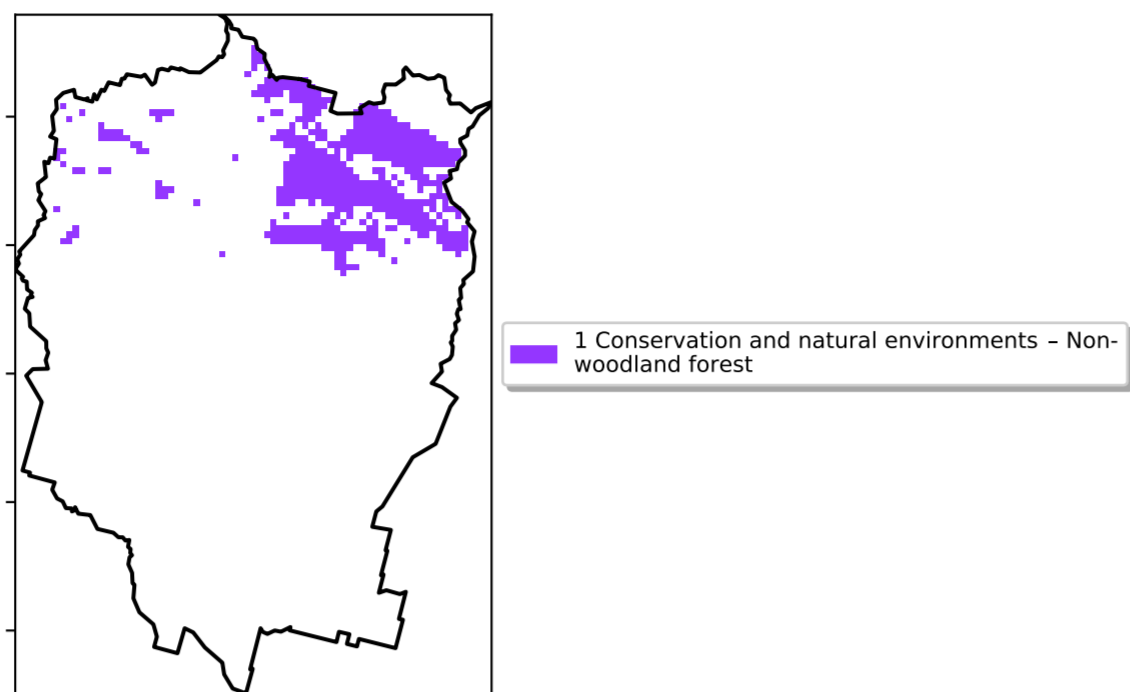 1 Conservation and natural environments – Non-
woodland forest